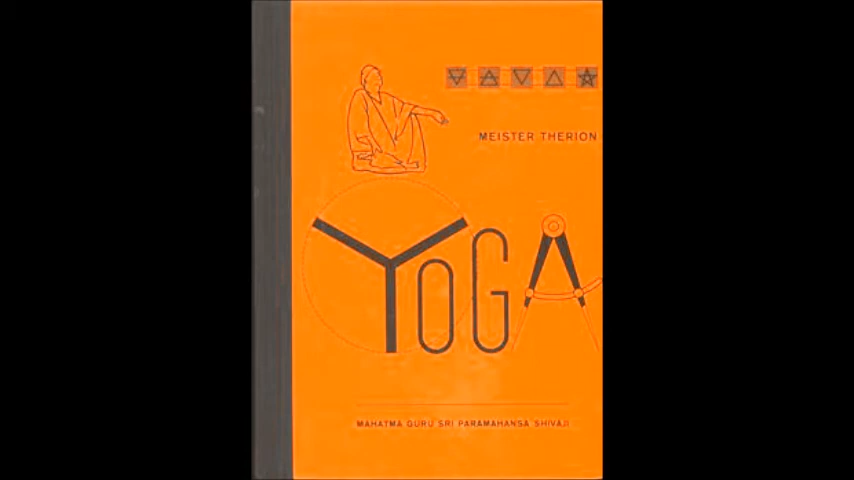 MEISTER THERION
YOGA
MAHATMA GURU SRI PARAMAHANSA SHIVAJI